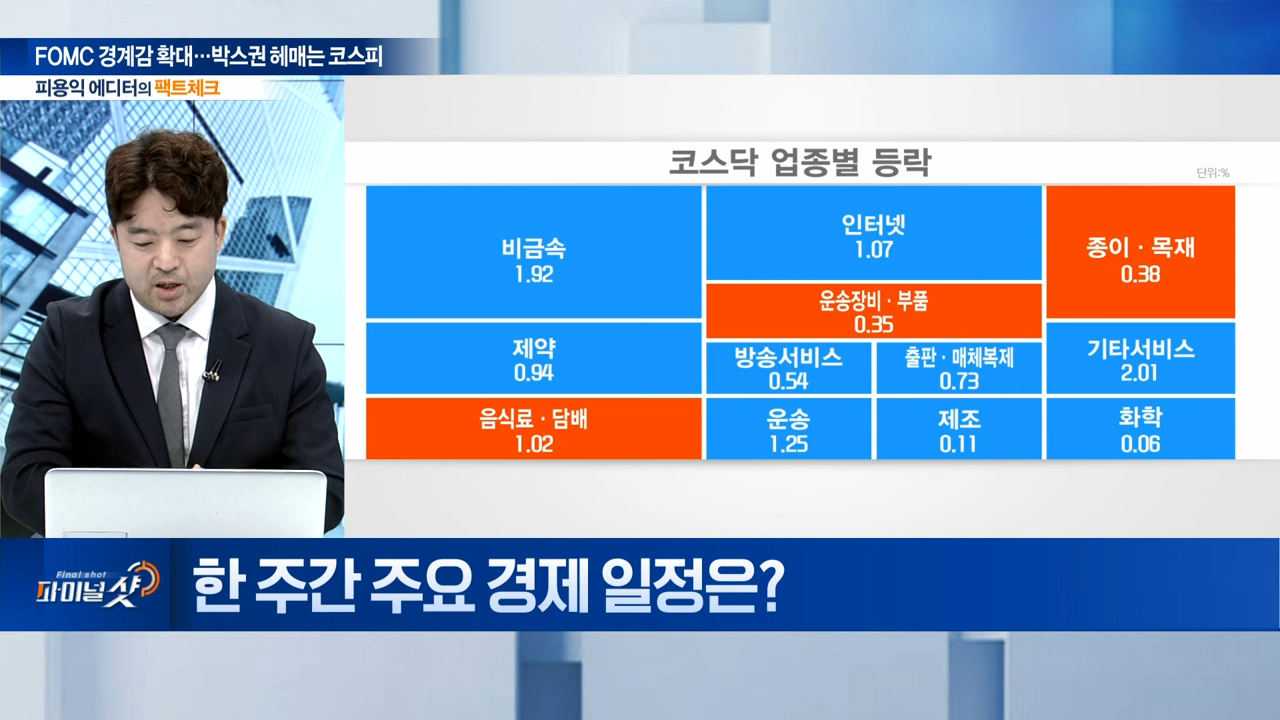 FOMC 경계감 확대…박스권 헤매는 코스피
피용익 에디터의 팩트체크
코스닥 업종별 등락
단위:%
비금속
1.92
인터넷
1.07
종이·목재
0.38
운송장비·부품
0.35
제약
0.94
방송서비스
0.54
출판·매체복제
0.73
기타서비스
2.01
음식료·담배
1.02
운송
1.25
제조
0.11
화학
0.06
Final shot
파이널샷
한 주간 주요 경제 일정은?